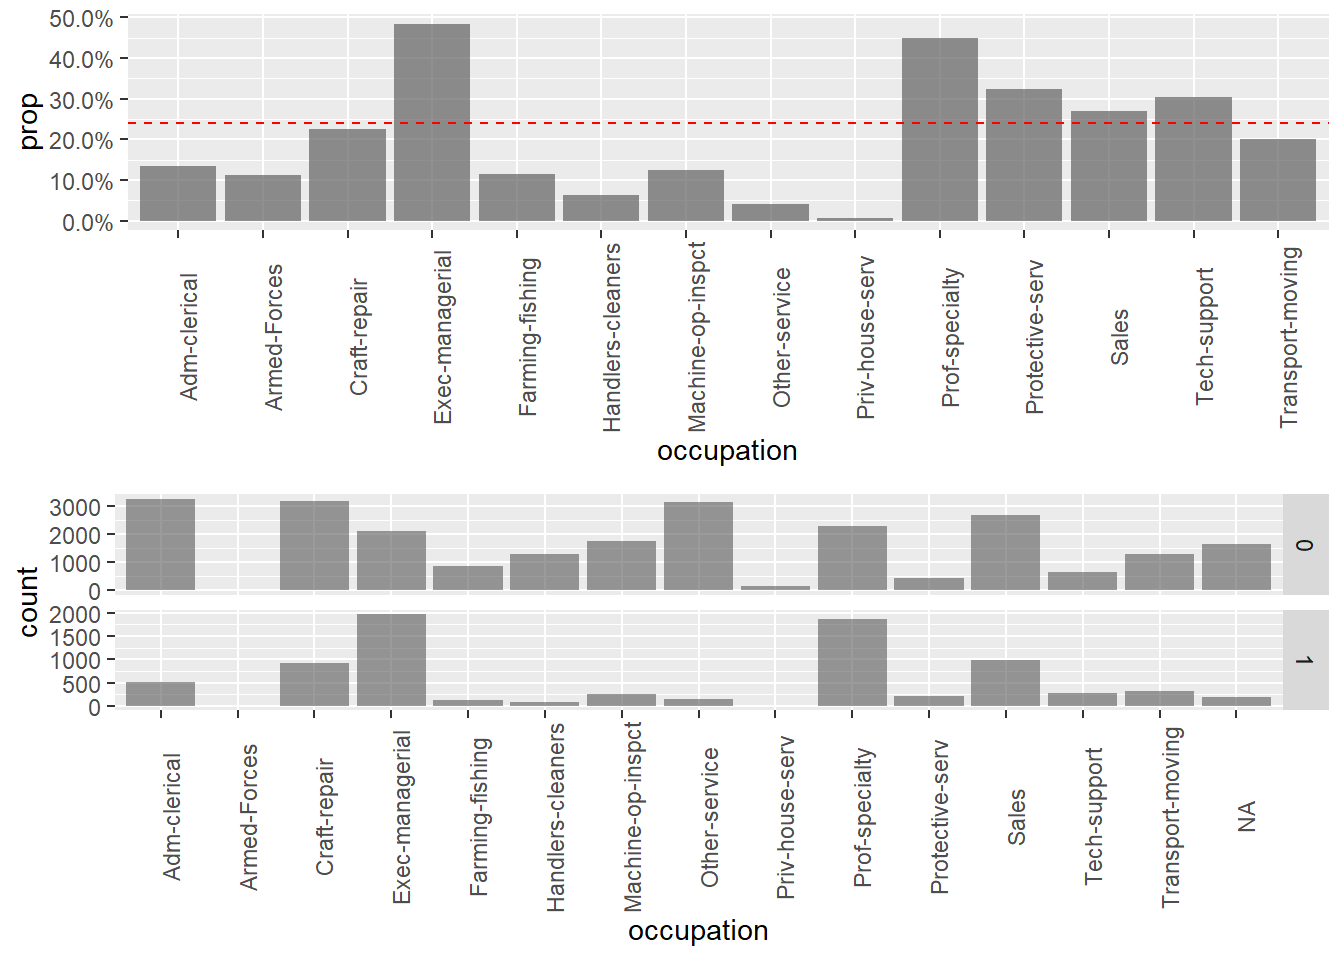 prop
50.0%
40.0%
30.0%
20.0%
10.0%
0.0%
Adm-clerical
Armed-Forces
Craft-repair
Exec-managerial
Farming-fishing
Handlers-cleaners
Machine-op-inspct
Other-service
Priv-house-serv
Prof-specialty
Protective-serv
Sales
Tech-support
Transport-moving
occupation
count
3000
2000
1000
0
0
2000
1500
1000
500
0
1
Adm-clerical
Armed-Forces
Craft-repair
Exec-managerial
Farming-fishing
Handlers-cleaners
Machine-op-inspct
Other-service
Priv-house-serv
Prof-specialty
Protective-serv
Sales
Tech-support
Transport-moving
NA
occupation